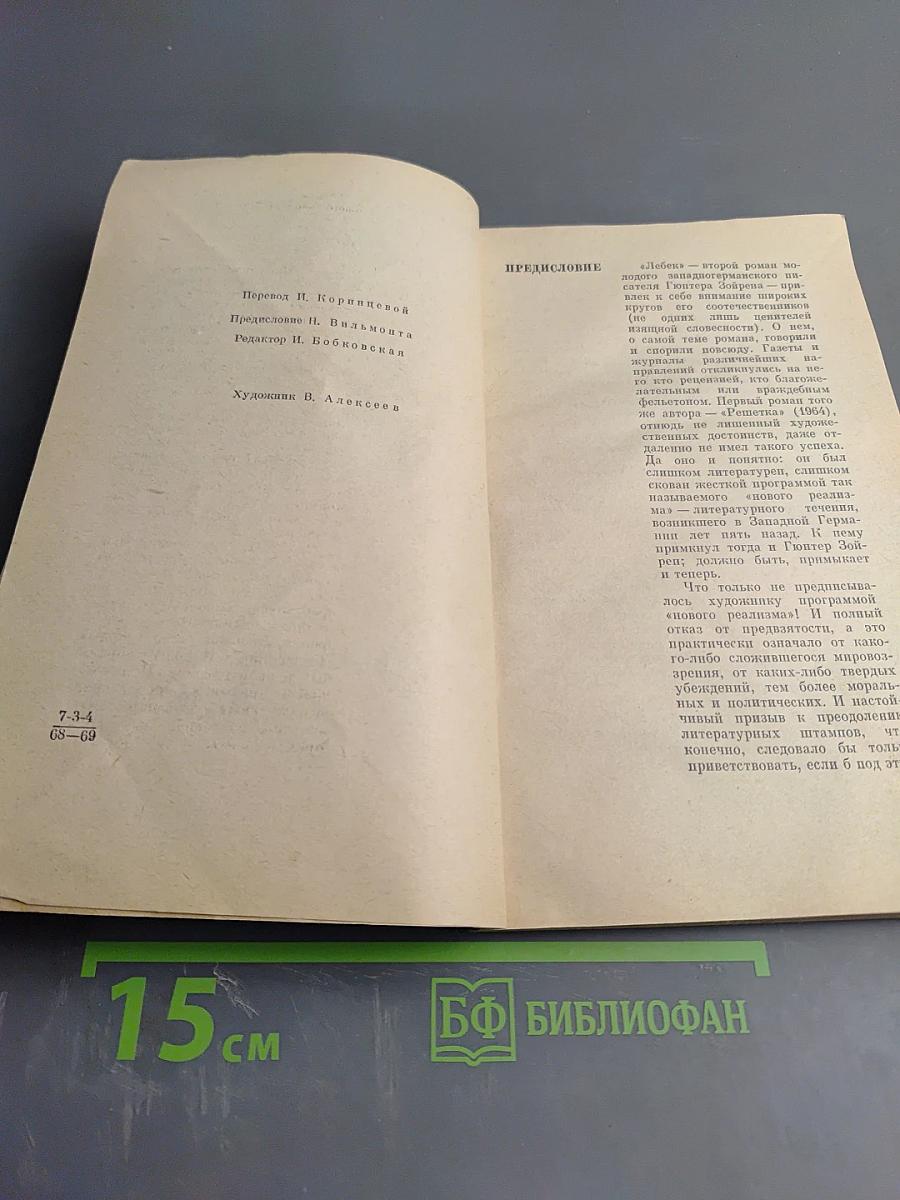 Перевод И. Коринцевой
Предисловие Н. Вильмонта
Редактор И. Бобковская
Художник В. Алексеев
7-3-4
68—69
ПРЕДИСЛОВИЕ
«Лебек» — второй роман мо-
лодого западногерманского пи-
сателя Гюнтера Зойрена — при-
влек к себе внимание широких
кругов его соотечественников
(не одних лишь ценителей
изящной словесности). О нем,
о самой теме романа, говорили
и спорили повсюду. Газеты и
журналы различнейших на-
правлений откликнулись на не-
го кто рецензией, кто благоже-
лательным или враждебным
фельетоном. Первый роман того
же автора — «Решетка» (1964),
отнюдь не лишенный художе-
ственных достоинств, даже от-
даленно не имел такого успеха.
Да оно и понятно: он был
слишком литературен, слишком
скован жесткой программой так
называемого «нового реализ-
ма» — литературного течения,
возникшего в Западной Герма-
нии лет пять назад. К нему
примкнул тогда и Гюнтер Зой-
рен; должно быть, примыкает
и теперь.
Что только не предписыва-
лось художнику программой
«нового реализма»! И полный
отказ от предвзятости, а это
практически означало от како-
го-либо сложившегося мировоз-
зрения, от каких-либо твердых
убеждений, тем более мораль-
ных и политических. И настой-
чивый призыв к преодолению
литературных штампов, чт
конечно, следовало бы толь
приветствовать, если б под эт
15 см
БФ БИБЛИОФАН